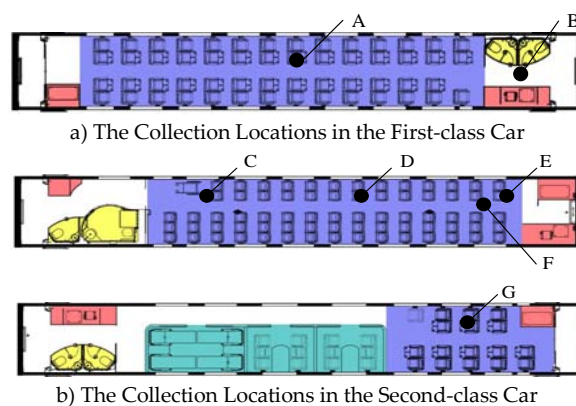 A
B
a) The Collection Locations in the First-class Car
C
D
E
F
G
b) The Collection Locations in the Second-class Car